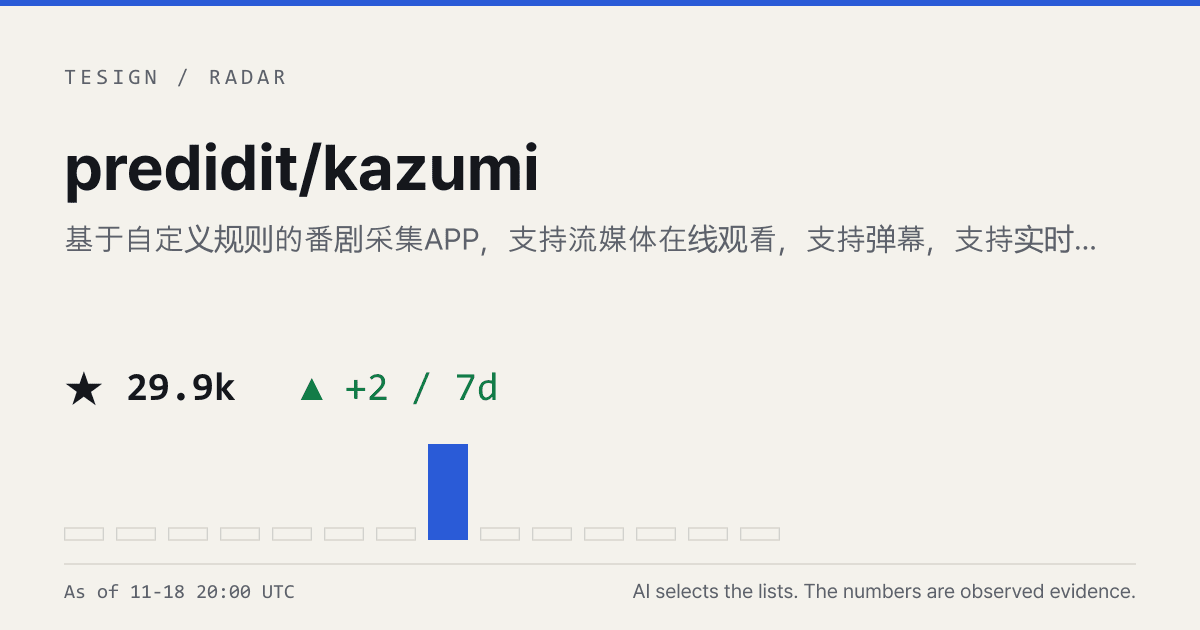 TESIGN / RADAR
predidit/kazumi
基于自定义规则的番剧采集APP，支持流媒体在线观看，支持弹幕，支持实时…
★ 29.9k ▲ +2 / 7d
As of 11-18 20:00 UTC
AI selects the lists. The numbers are observed evidence.